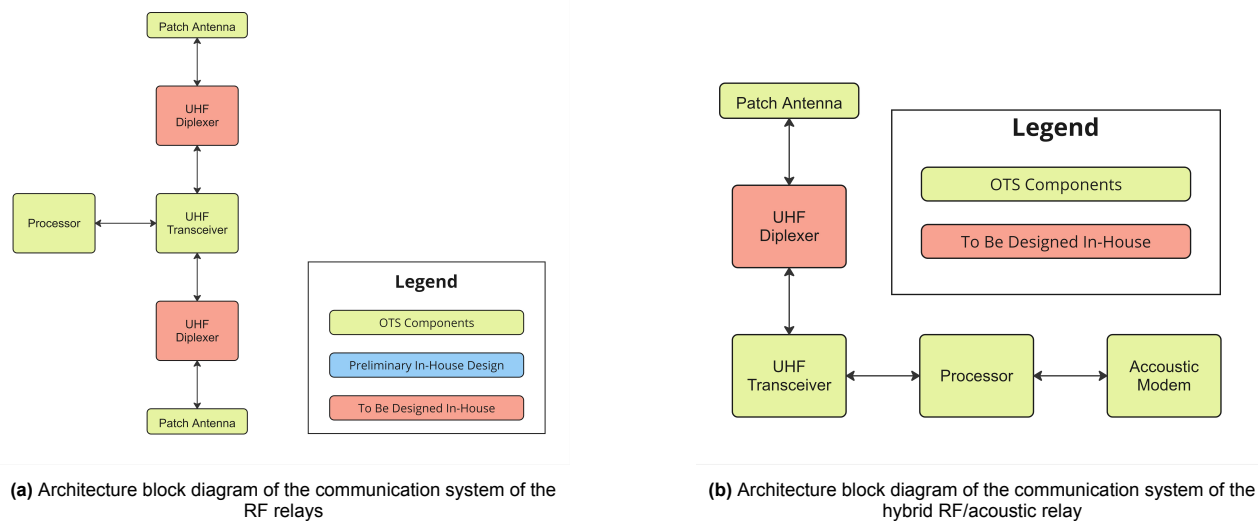 Patch Antenna
UHF
Diplexer
Processor
UHF
Transceiver
UHF
Diplexer
Patch Antenna
Legend
OTS Components
Preliminary In-House Design
To Be Designed In-House
(a) Architecture block diagram of the communication system of the
RF relays
Patch Antenna
UHF
Diplexer
UHF
Transceiver
Processor
Accoustic
Modem
Legend
OTS Components
To Be Designed In-House
(b) Architecture block diagram of the communication system of the
hybrid RF/acoustic relay